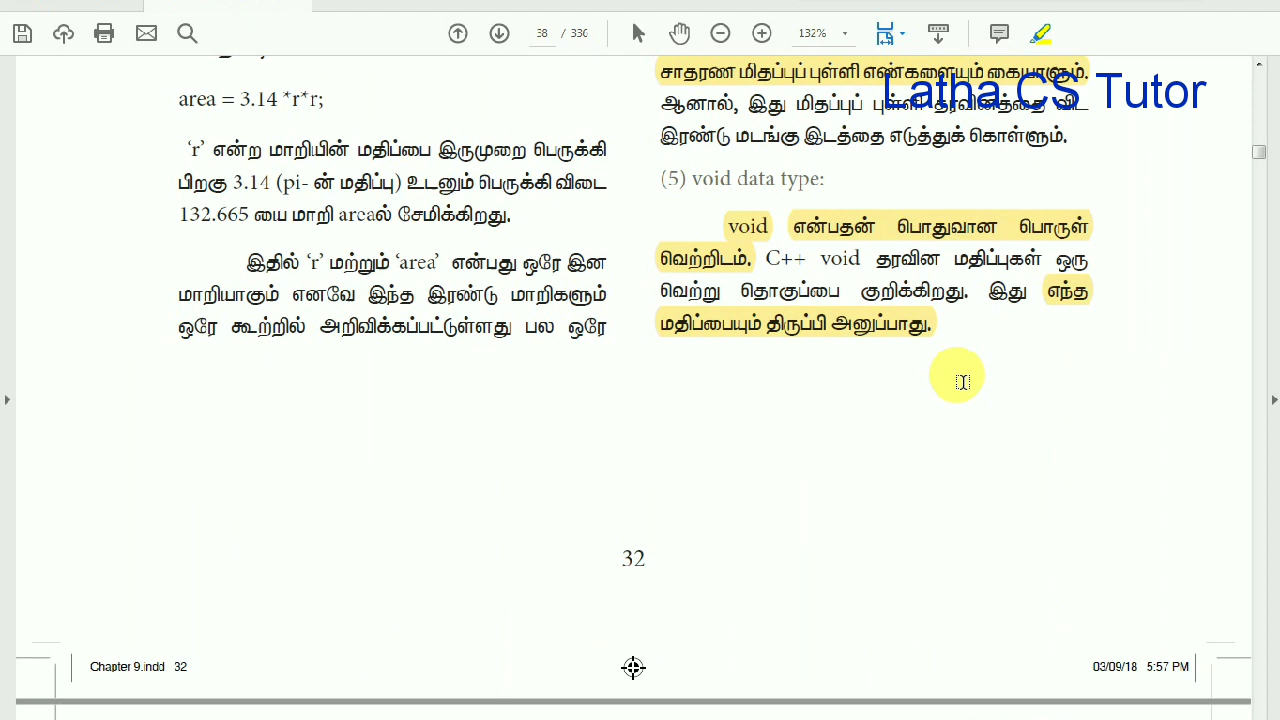 38 / 336
132%
Latha CS Tutor
area = 3.14 *r*r;
‘r’ என்ற மாறியின் மதிப்பை இருமுறை பெருக்கி
பிறகு 3.14 (pi- ன் மதிப்பு) உடனும் பெருக்கி விடை
132.665 யை மாறி areaல் சேமிக்கிறது.
இதில் ‘r’ மற்றும் ‘area’ என்பது ஒரே இன
மாறியாகும் எனவே இந்த இரண்டு மாறிகளும்
ஒரே கூற்றில் அறிவிக்கப்பட்டுள்ளது பல ஒரே
சாதரண மிதப்புப் புள்ளி எண்களையும் கையாளும்.
ஆனால், இது மிதப்புப் புள்ளி தரவினத்தை விட
இரண்டு மடங்கு இடத்தை எடுத்துக் கொள்ளும்.
(5) void data type:
void என்பதன் பொதுவான பொருள்
வெற்றிடம். C++ void தரவின மதிப்புகள் ஒரு
வெற்று தொகுப்பை குறிக்கிறது. இது எந்த
மதிப்பையும் திருப்பி அனுப்பாது.
32
Chapter 9.indd 32
03/09/18 5:57 PM